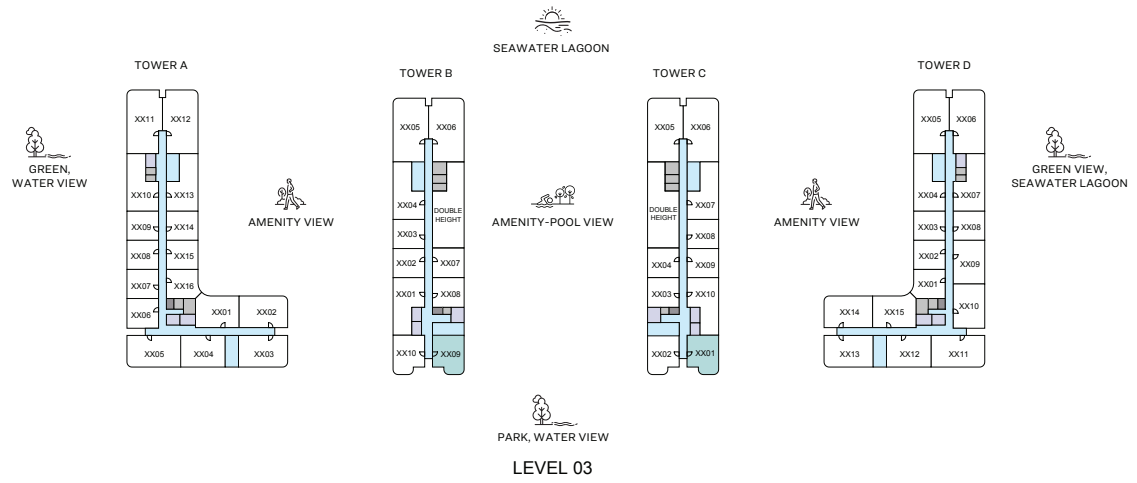 SEAWATER LAGOON
TOWER A
TOWER B
TOWER C
TOWER D
GREEN,
WATER VIEW
AMENITY VIEW
AMENITY-POOL VIEW
AMENITY VIEW
GREEN VIEW,
SEAWATER LAGOON
XX11 XX12
XX10 XX13
XX09 XX14
XX08 XX15
XX07 XX16
XX06 XX01 XX02
XX05 XX04 XX03
XX05 XX06
XX04 DOUBLE
HEIGHT
XX03
XX02 XX07
XX01 XX08
XX10 XX09
XX05 XX06
DOUBLE
HEIGHT
XX07
XX08
XX04 XX09
XX03 XX10
XX02 XX01
XX05 XX06
XX04 XX07
XX03 XX08
XX02 XX09
XX01
XX14 XX15 XX10
XX13 XX12 XX11
PARK, WATER VIEW
LEVEL 03